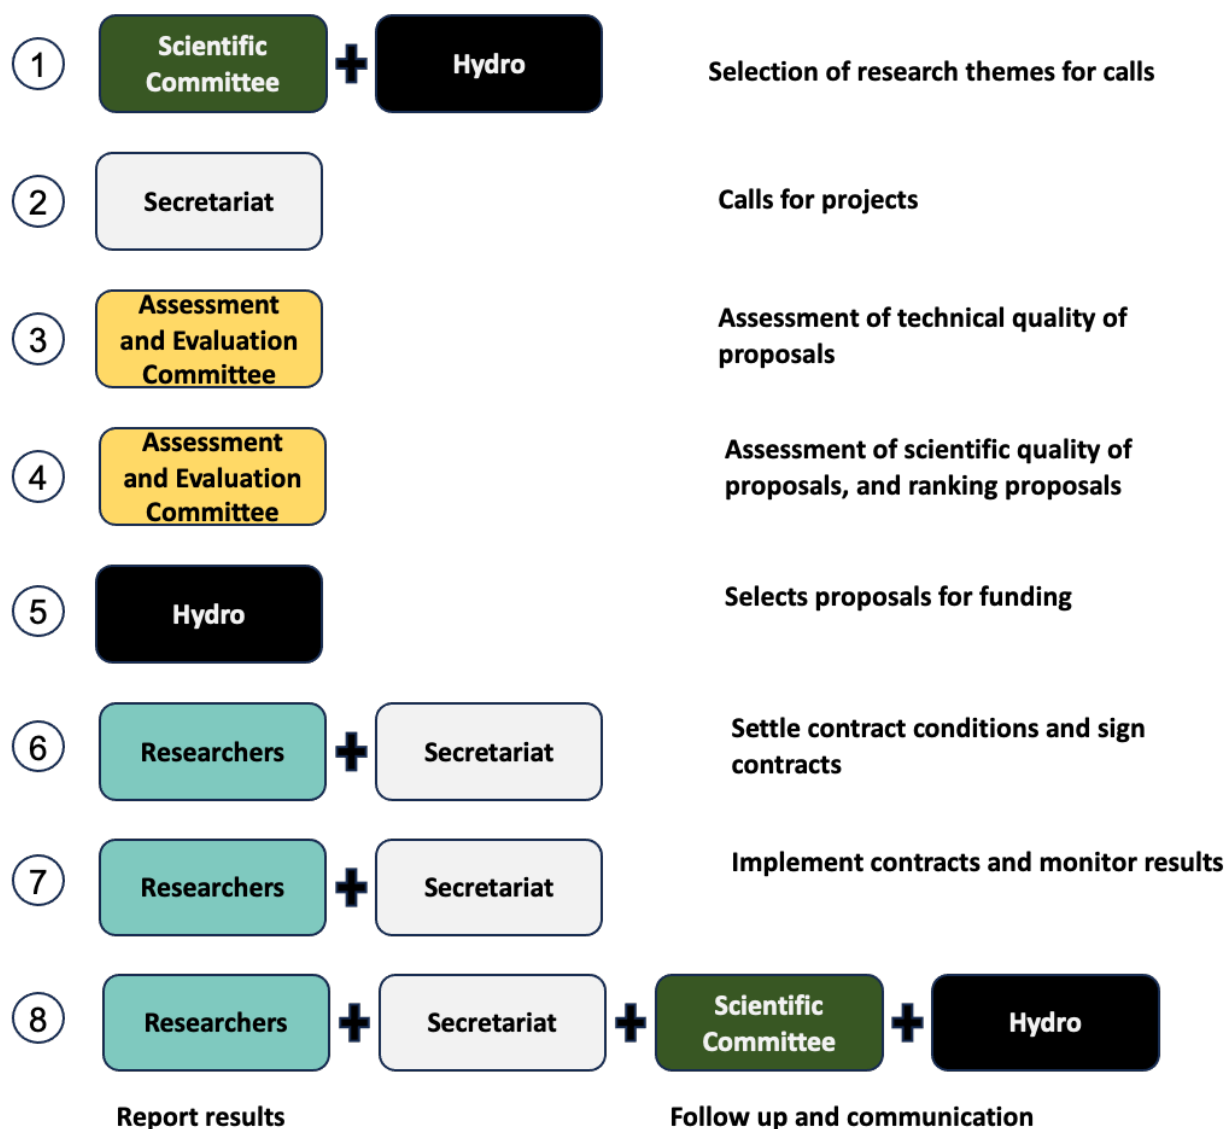 1
Scientific
Committee
Hydro
Selection of research themes for calls
2
Secretariat
Calls for projects
3
Assessment
and Evaluation
Committee
Assessment of technical quality of
proposals
4
Assessment
and Evaluation
Committee
Assessment of scientific quality of
proposals, and ranking proposals
5
Hydro
Selects proposals for funding
6
Researchers
Secretariat
Settle contract conditions and sign
contracts
7
Researchers
Secretariat
Implement contracts and monitor results
8
Researchers
Secretariat
Scientific
Committee
Hydro
Report results
Follow up and communication